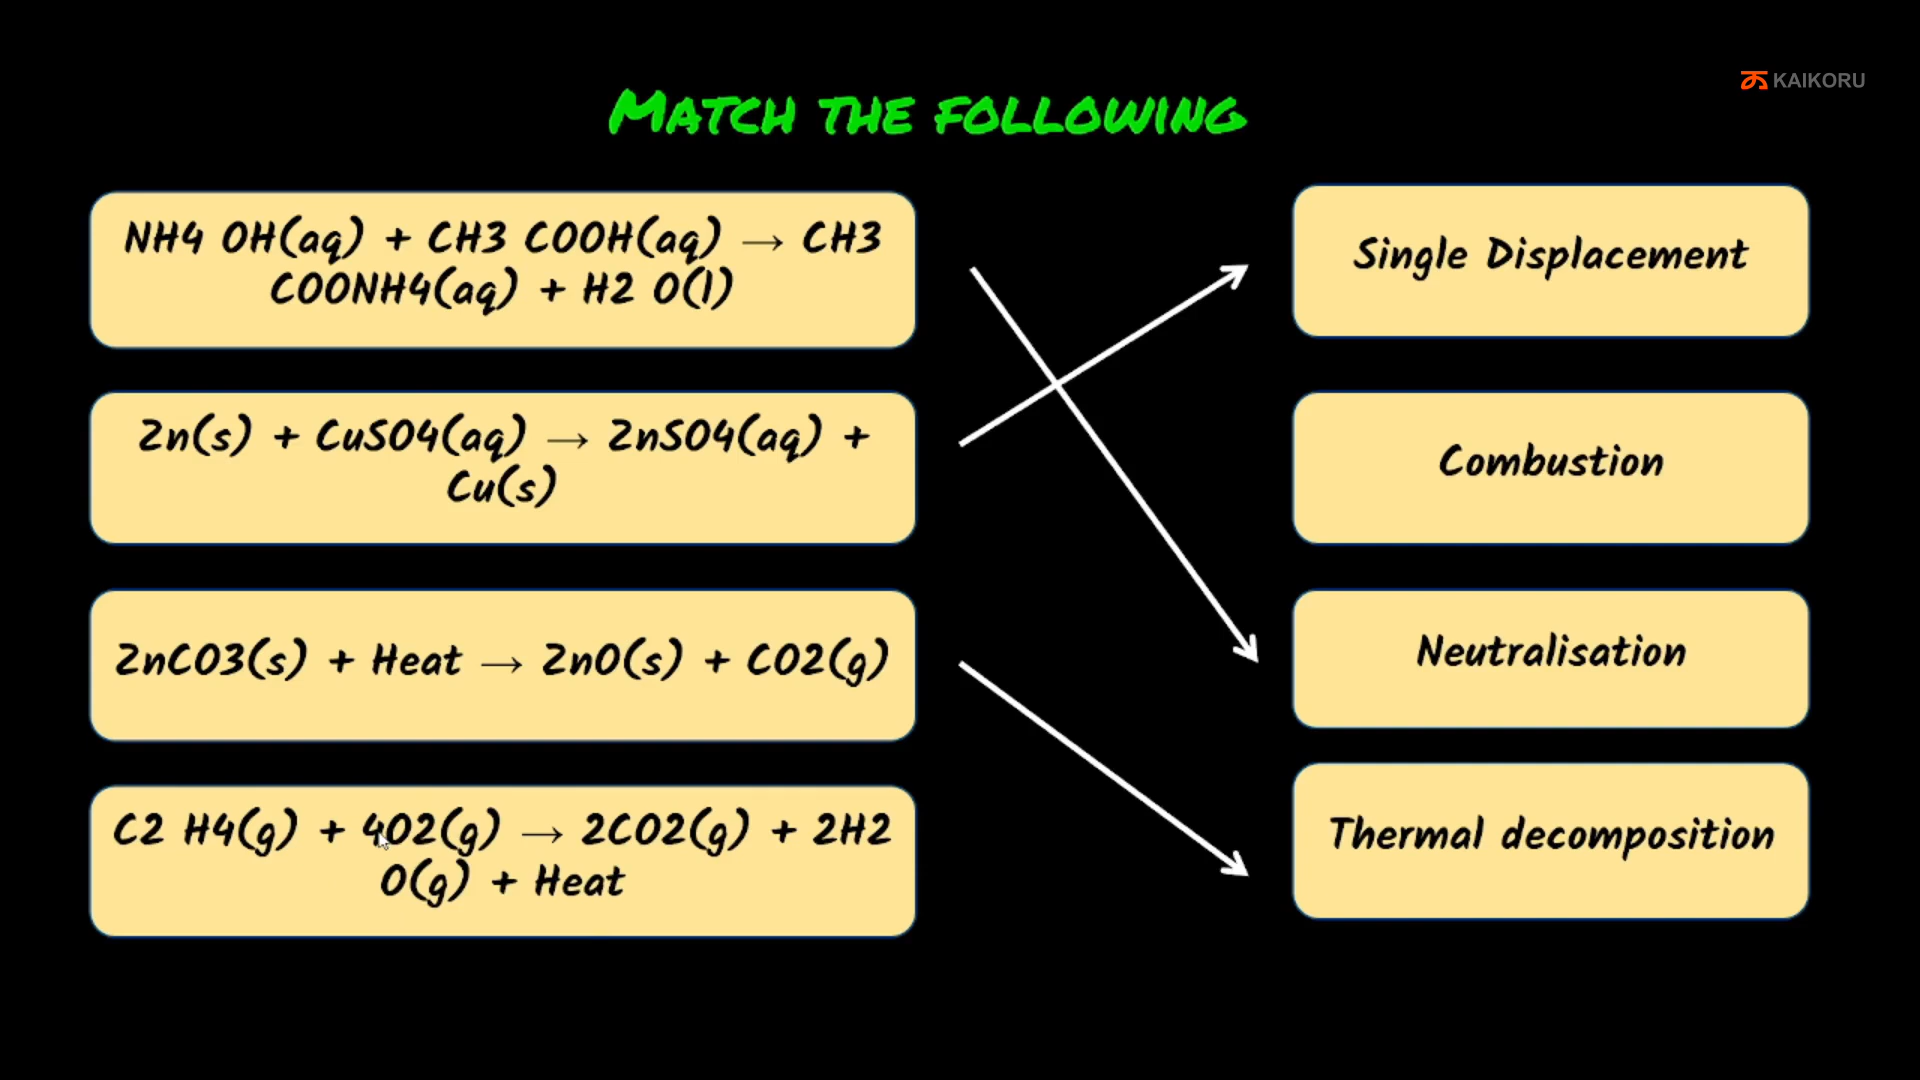 KAIKORU
MATCH THE FOLLOWING
NH4 OH(aq) + CH3 COOH(aq) → CH3
COONH4(aq) + H2 O(l)
Zn(s) + CuSO4(aq) → ZnSO4(aq) +
Cu(s)
ZnCO3(s) + Heat → ZnO(s) + CO2(g)
C2 H4(g) + 4O2(g) → 2CO2(g) + 2H2
O(g) + Heat
Single Displacement
Combustion
Neutralisation
Thermal decomposition